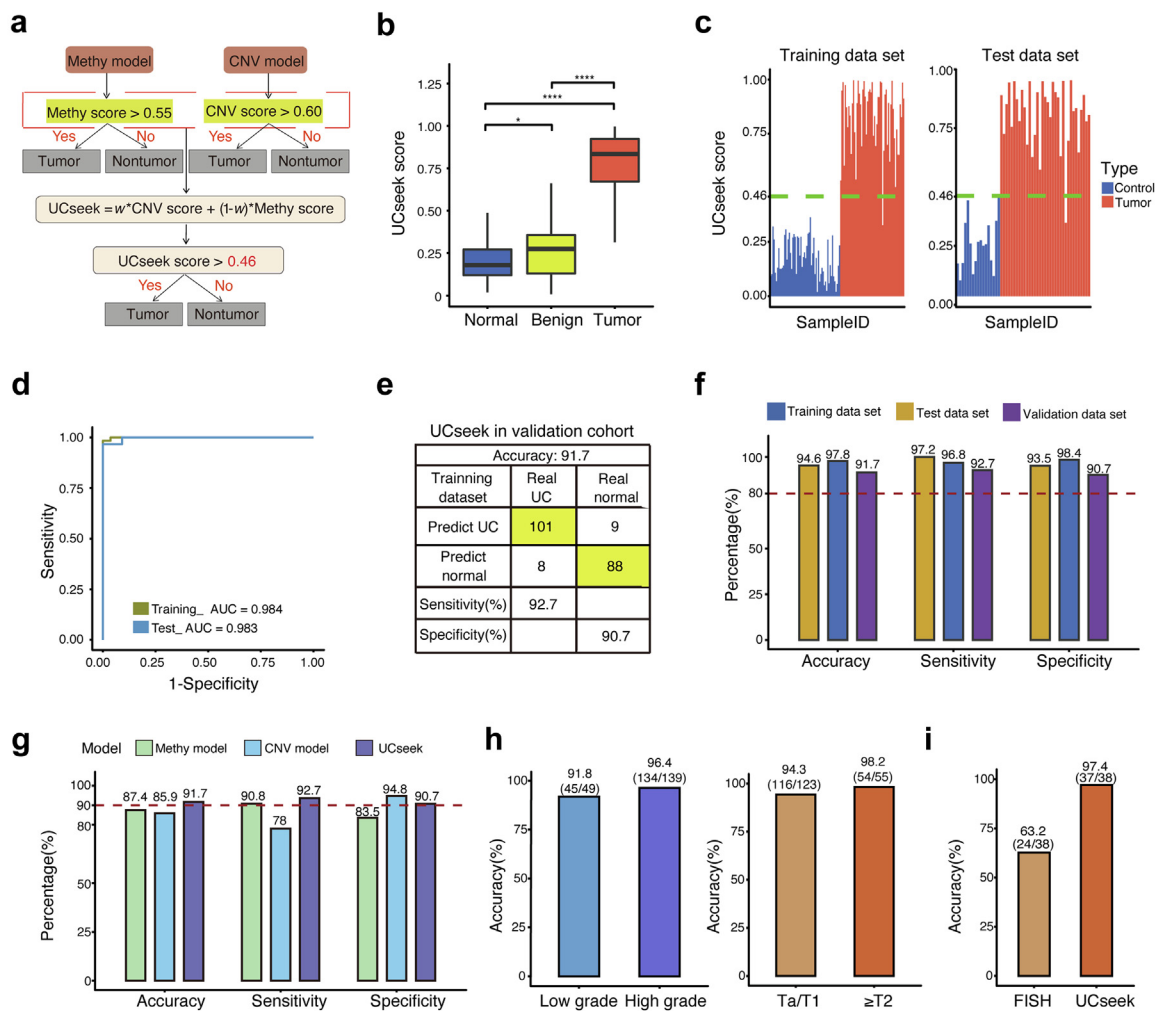 a
Methy model
CNV model
Methy score > 0.55
CNV score > 0.60
Yes
No
Yes
No
Tumor
Nontumor
Tumor
Nontumor
UCseek =w*CNV score + (1-w)*Methy score
UCseek score > 0.46
Yes
No
Tumor
Nontumor
b
UCseek score
1.25
1.00
0.75
0.50
0.25
0
****
****
*
Normal
Benign
Tumor
c
Training data set
Test data set
UCseek score
1.00
0.75
0.46
0.25
0.00
1.00
0.75
0.46
0.25
0.00
SampleID
SampleID
Type
Control
Tumor
d
Sensitivity
1.00
0.75
0.50
0.25
0.00
Training_ AUC = 0.984
Test_ AUC = 0.983
0.00
0.25
0.50
0.75
1.00
1-Specificity
e
UCseek in validation cohort
Accuracy: 91.7
Trainning dataset
Real UC
Real normal
Predict UC
101
9
Predict normal
8
88
Sensitivity(%)
92.7
Specificity(%)
90.7
f
Training data set
Test data set
Validation data set
Percentage(%)
100
80
50
25
0
94.6
97.8
91.7
97.2
96.8
92.7
93.5
98.4
90.7
Accuracy
Sensitivity
Specificity
g
Model
Methy model
CNV model
UCseek
Percentage(%)
100
90
80
50
25
0
87.4
85.9
91.7
90.8
78
92.7
83.5
94.8
90.7
Accuracy
Sensitivity
Specificity
h
Accuracy(%)
100
75
50
25
0
91.8
(45/49)
96.4
(134/139)
Low grade
High grade
Accuracy(%)
100
75
50
25
0
94.3
(116/123)
98.2
(54/55)
Ta/T1
≥T2
i
Accuracy(%)
100
75
50
25
0
63.2
(24/38)
97.4
(37/38)
FISH
UCseek